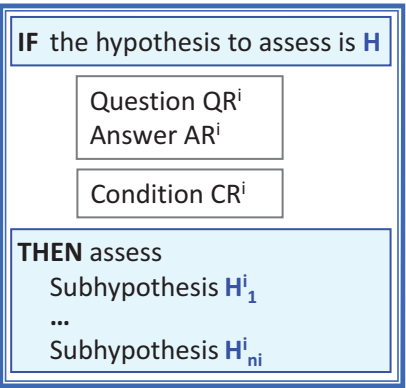 IF the hypothesis to assess is H
Question QRⁱ
Answer ARⁱ
Condition CRⁱ
THEN assess
Subhypothesis Hⁱ₁
...
Subhypothesis Hⁱₙᵢ